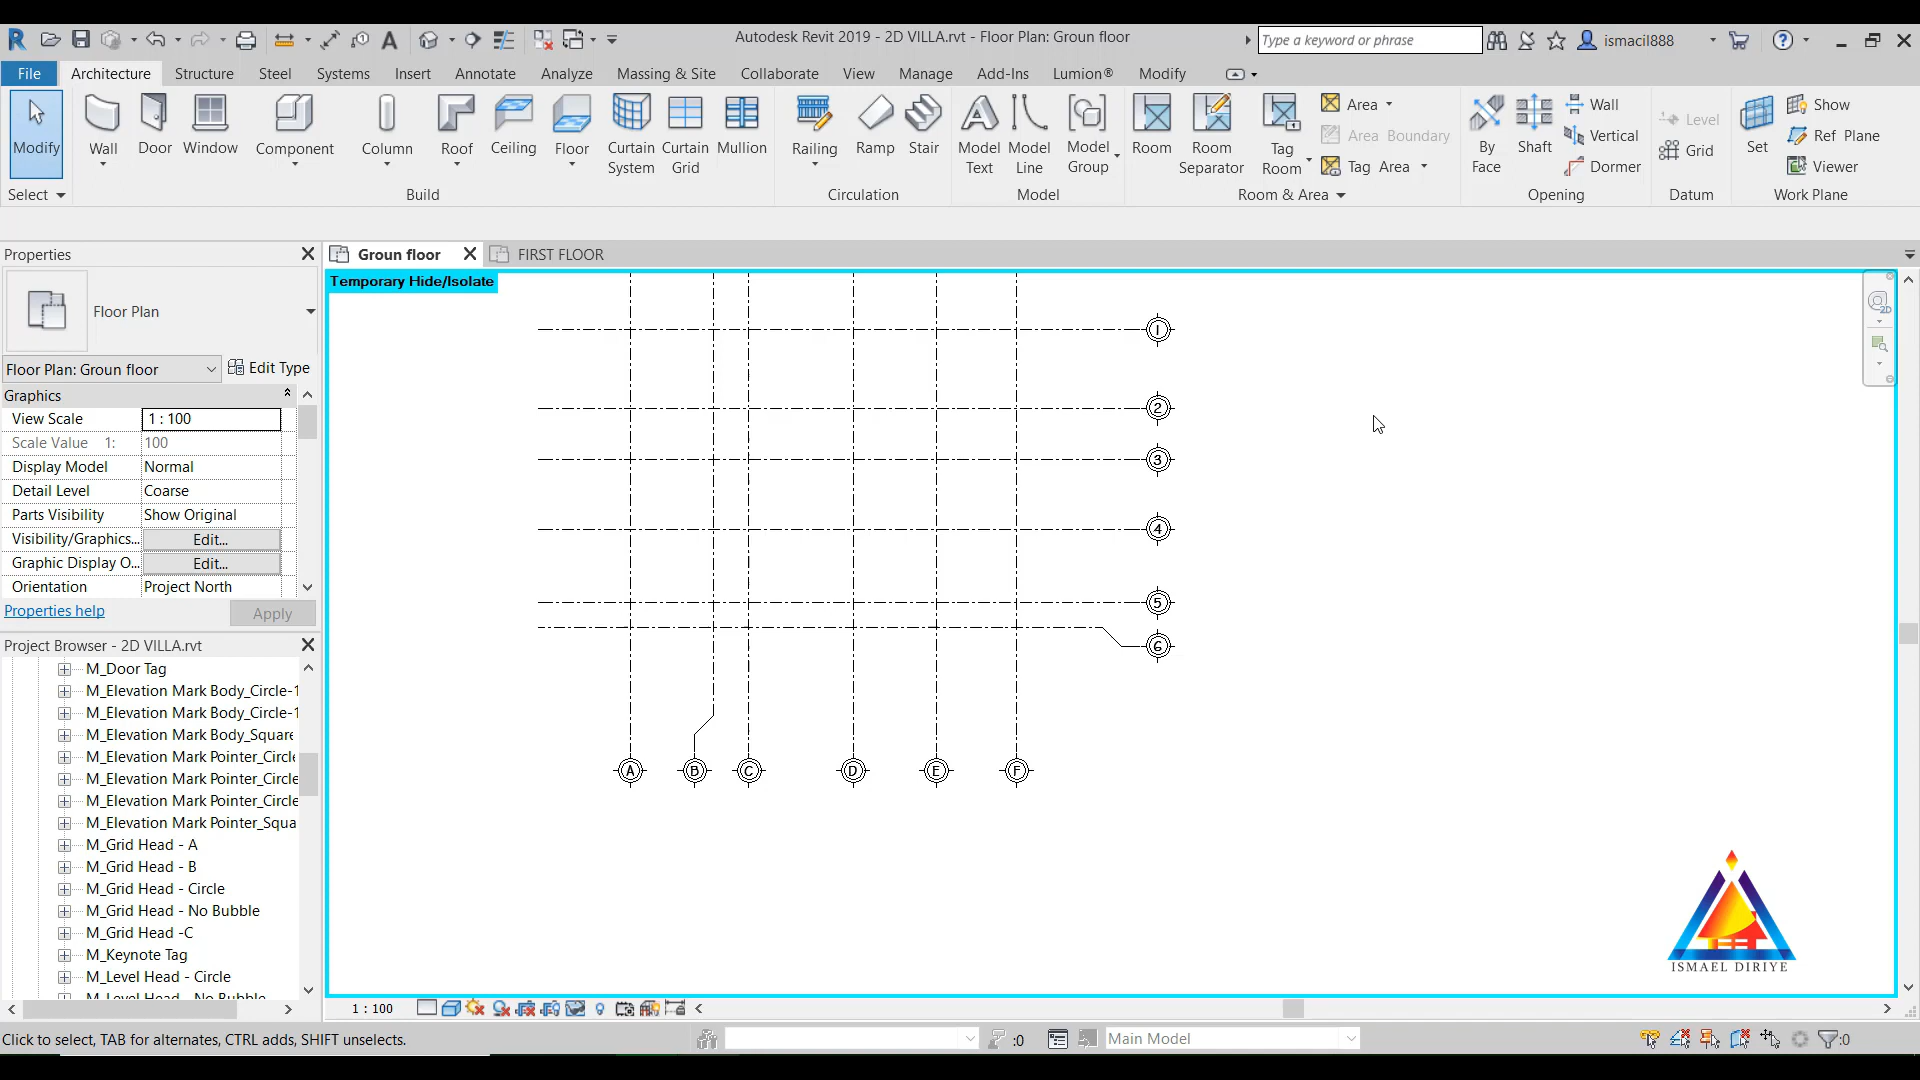 Autodesk Revit 2019 - 2D VILLA.rvt - Floor Plan: Groun floor
Type a keyword or phrase
ismacil888
File Architecture Structure Steel Systems Insert Annotate Analyze Massing & Site Collaborate View Manage Add-Ins Lumion® Modify
Modify
Wall
Door
Window
Component
Column
Roof
Ceiling
Floor
Curtain System
Curtain Grid
Mullion
Railing
Ramp
Stair
Model Text
Model Line
Model Group
Room
Room Separator
Tag Room
Area
Area Boundary
Tag Area
By Face
Shaft
Wall
Vertical
Dormer
Level
Grid
Set
Show
Ref Plane
Viewer
Select
Build
Circulation
Model
Room & Area
Opening
Datum
Work Plane
Properties
Floor Plan
Floor Plan: Groun floor
Edit Type
Graphics
View Scale 1 : 100
Scale Value 1: 100
Display Model Normal
Detail Level Coarse
Parts Visibility Show Original
Visibility/Graphics... Edit...
Graphic Display O... Edit...
Orientation Project North
Properties help
Apply
Project Browser - 2D VILLA.rvt
M_Door Tag
M_Elevation Mark Body_Circle-1
M_Elevation Mark Body_Circle-1
M_Elevation Mark Body_Square
M_Elevation Mark Pointer_Circle
M_Elevation Mark Pointer_Circle
M_Elevation Mark Pointer_Circle
M_Elevation Mark Pointer_Squa
M_Grid Head - A
M_Grid Head - B
M_Grid Head - Circle
M_Grid Head - No Bubble
M_Grid Head -C
M_Keynote Tag
M_Level Head - Circle
M_Level Head - No Bubble
Groun floor
FIRST FLOOR
Temporary Hide/Isolate
2D
1
2
3
4
5
6
A B C D E F
ISMAEL DIRIYE
1 : 100
Click to select, TAB for alternates, CTRL adds, SHIFT unselects.
:0
Main Model
:0